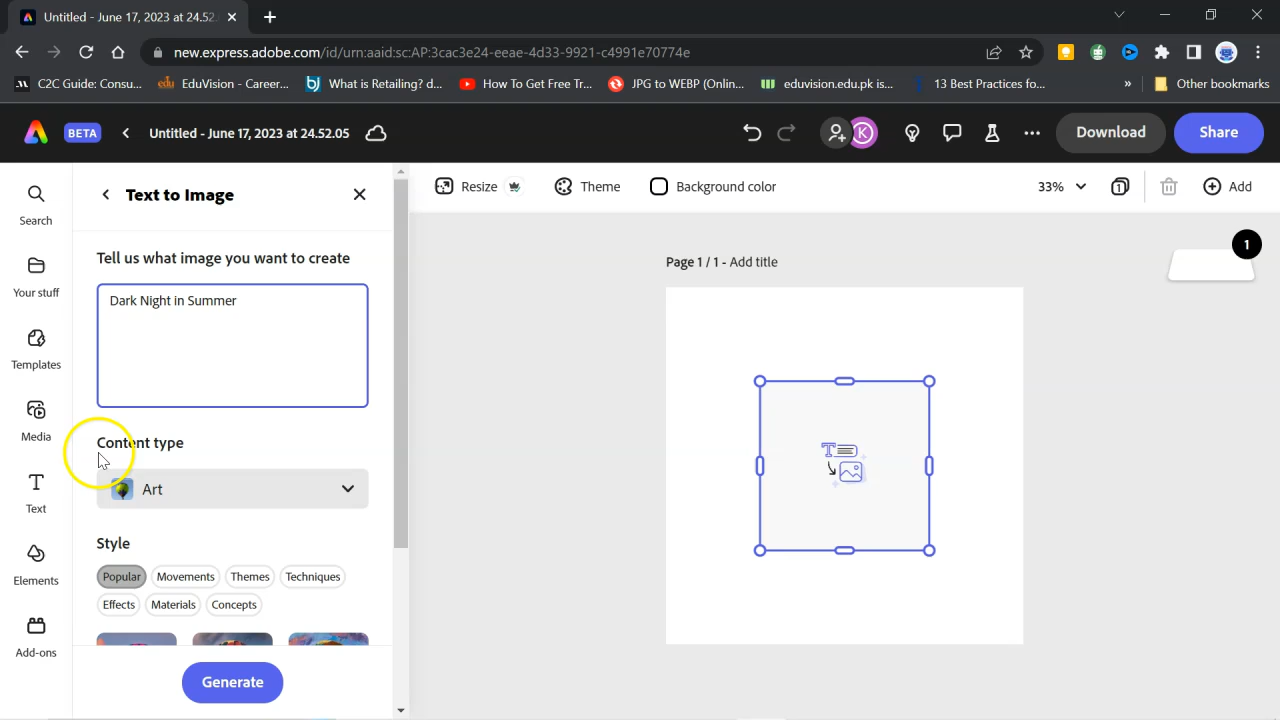 Untitled - June 17, 2023 at 24.52.
new.express.adobe.com/id/urn:aaid:sc:AP:3cac3e24-eeae-4d33-9921-c4991e70774e
C2C Guide: Consu... EduVision - Career... What is Retailing? d... How To Get Free Tr... JPG to WEBP (Onlin... eduvision.edu.pk is... 13 Best Practices fo... » Other bookmarks
BETA Untitled - June 17, 2023 at 24.52.05 K Download Share
Search
Your stuff
Templates
Media
Text
Elements
Add-ons
Text to Image
Tell us what image you want to create
Dark Night in Summer
Content type
Art
Style
Popular Movements Themes Techniques
Effects Materials Concepts
Generate
Resize Theme Background color 33% 1 Add
1
Page 1 / 1 - Add title
T